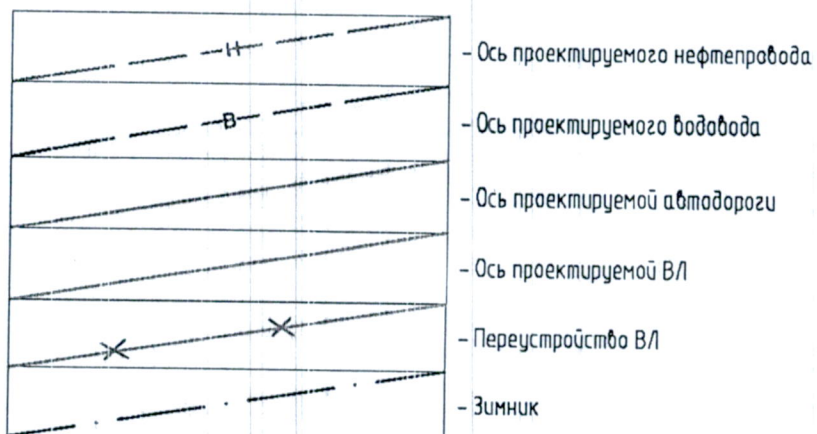 Н
- Ось проектируемого нефтепровода
В
- Ось проектируемого водовода
- Ось проектируемой автодороги
- Ось проектируемой ВЛ
- Переустройство ВЛ
- Зимник